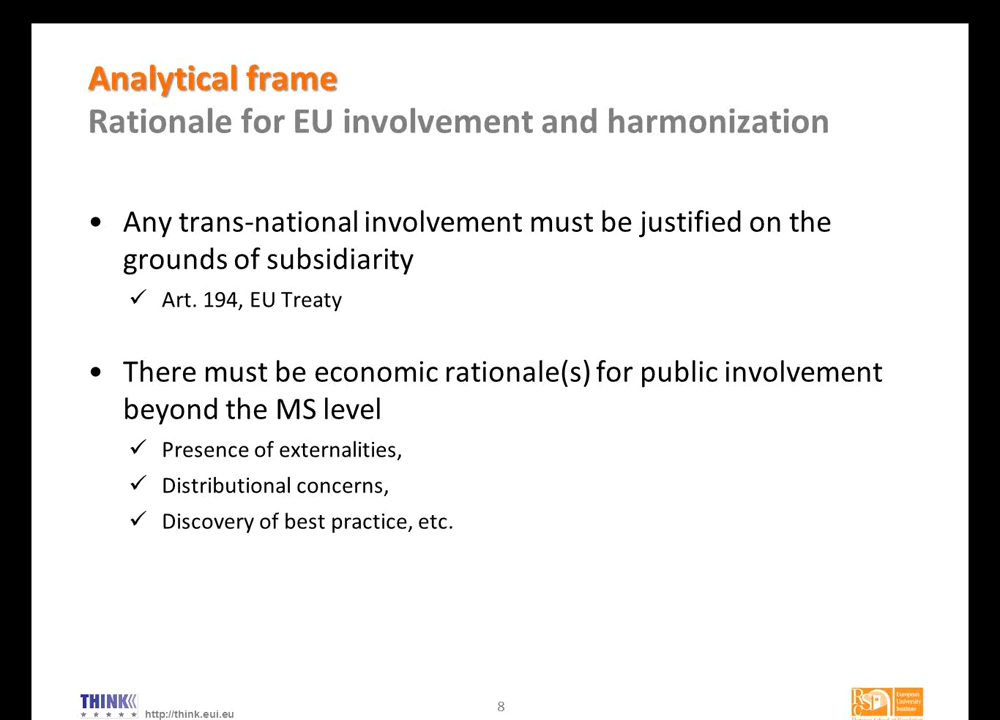 Analytical frame
Rationale for EU involvement and harmonization
• Any trans-national involvement must be justified on the
grounds of subsidiarity
✓ Art. 194, EU Treaty
• There must be economic rationale(s) for public involvement
beyond the MS level
✓ Presence of externalities,
✓ Distributional concerns,
✓ Discovery of best practice, etc.
THINK
http://think.eui.eu
8
European
University
Institute